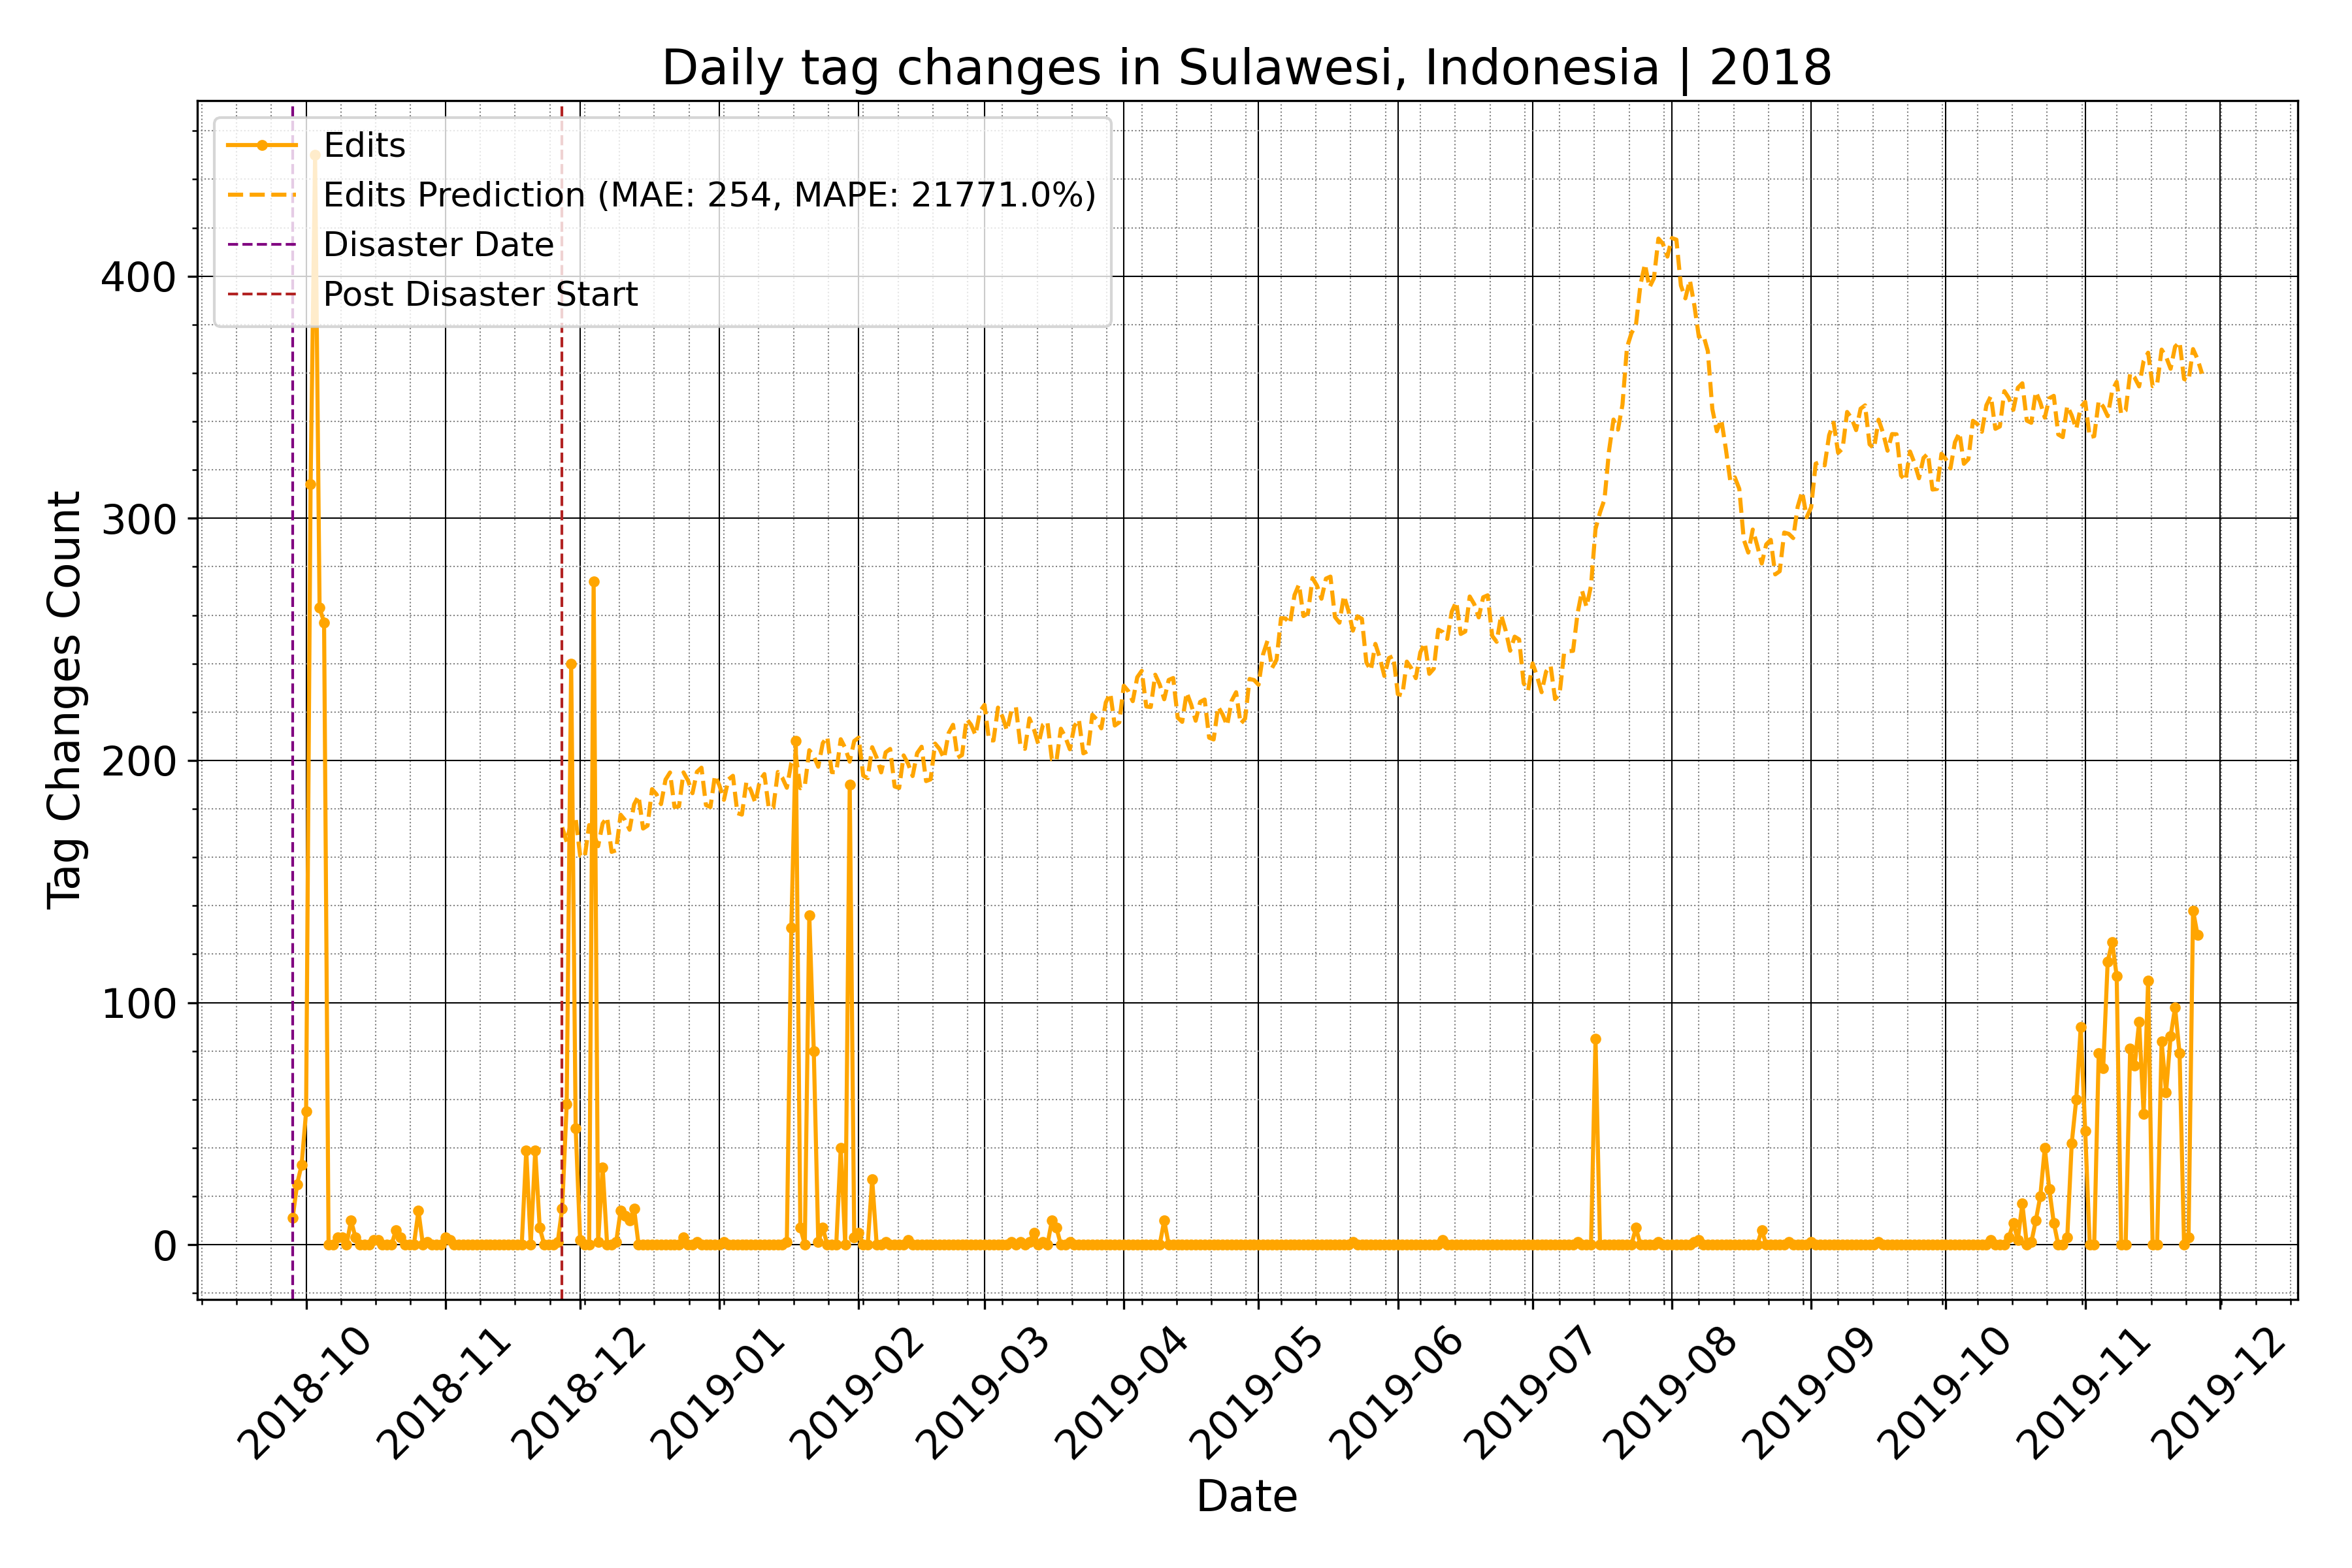 Daily tag changes in Sulawesi, Indonesia | 2018
Edits
Edits Prediction (MAE: 254, MAPE: 21771.0%)
Disaster Date
Post Disaster Start
Tag Changes Count
400
300
200
100
0
2018-10
2018-11
2018-12
2019-01
2019-02
2019-03
2019-04
2019-05
2019-06
2019-07
2019-08
2019-09
2019-10
2019-11
2019-12
Date